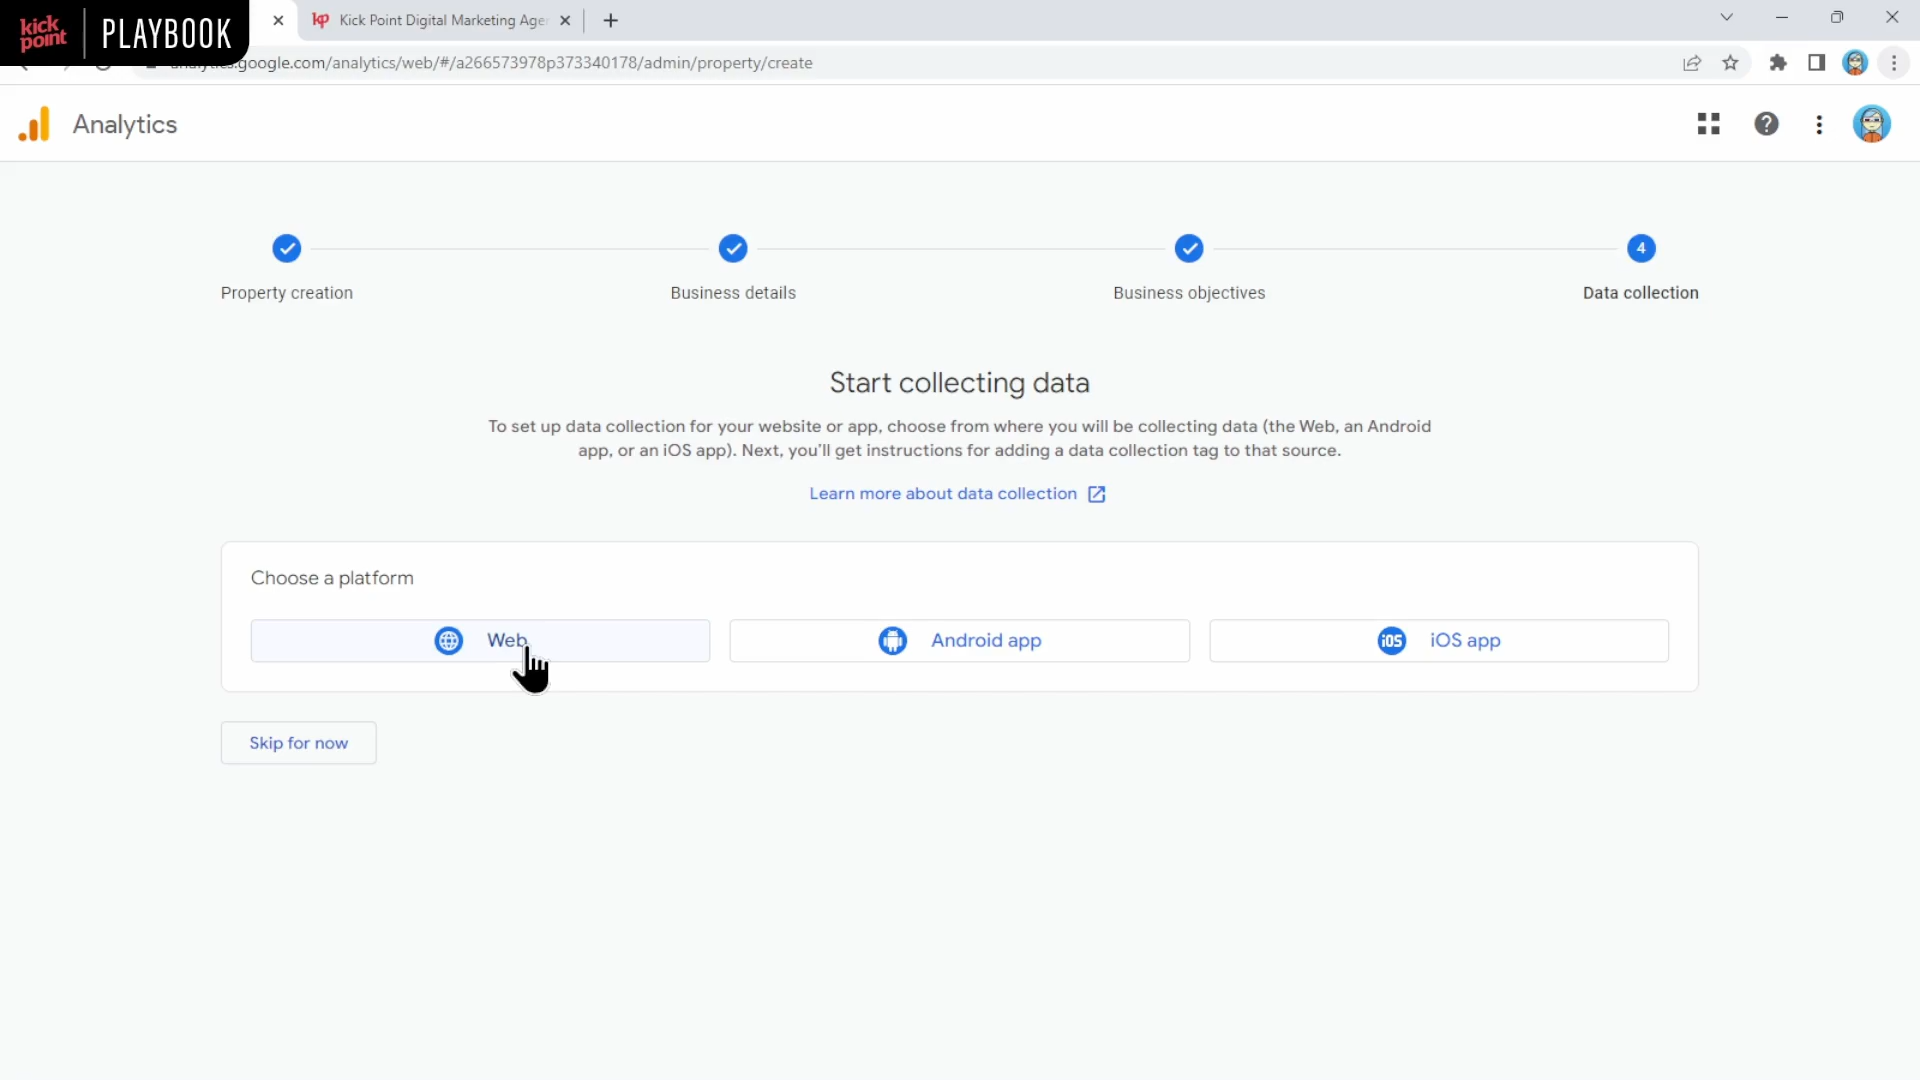 kick
point
PLAYBOOK
Kick Point Digital Marketing Age
analytics.google.com/analytics/web/#/a266573978p373340178/admin/property/create
Analytics
4
Property creation
Business details
Business objectives
Data collection
Start collecting data
To set up data collection for your website or app, choose from where you will be collecting data (the Web, an Android
app, or an iOS app). Next, you'll get instructions for adding a data collection tag to that source.
Learn more about data collection
Choose a platform
Web
Android app
iOS
iOS app
Skip for now